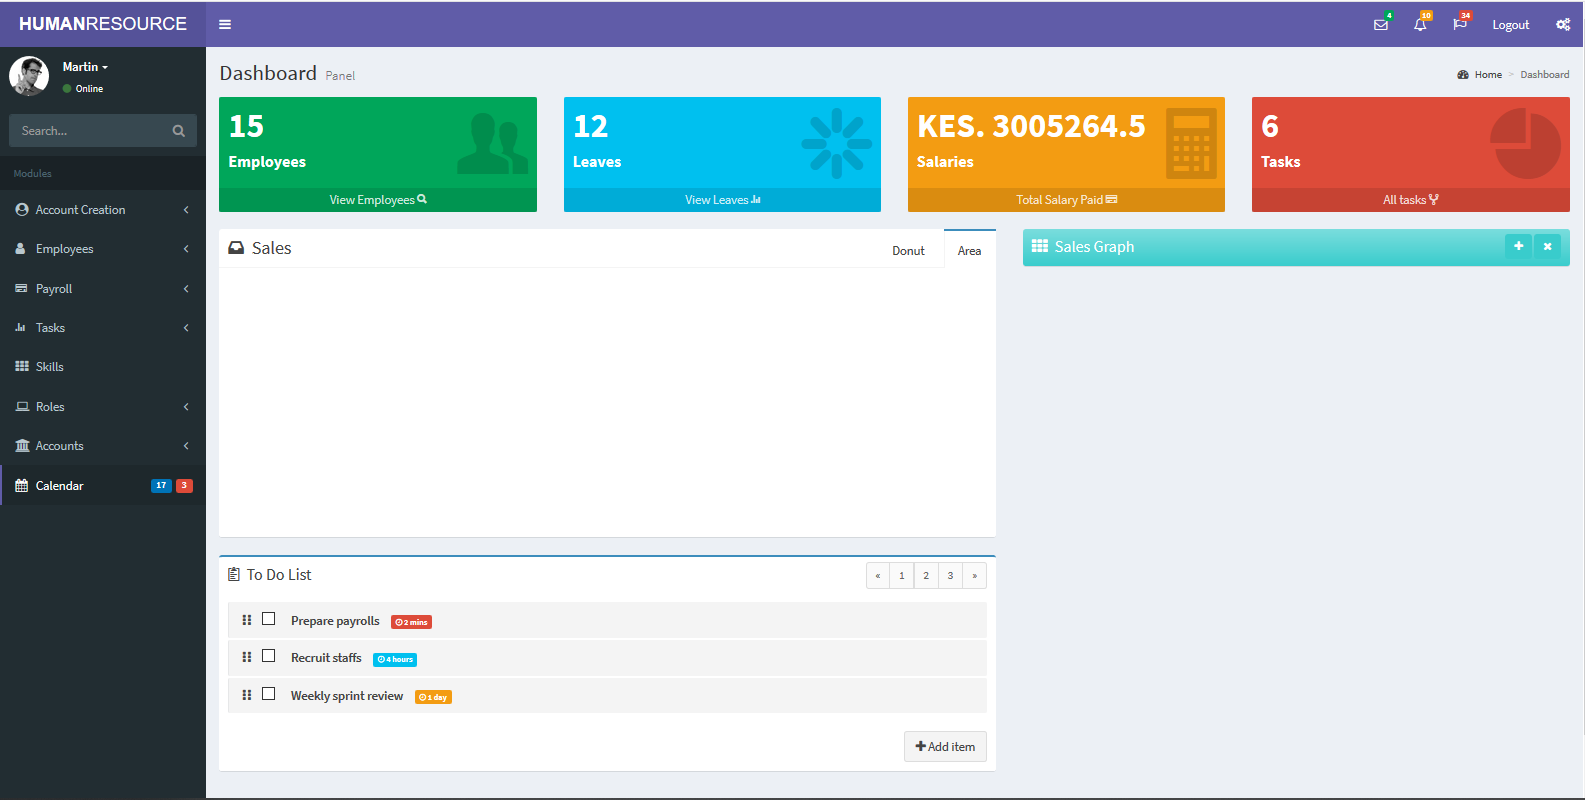 HUMANRESOURCE
4
10
34
Logout
Martin
Online
Search...
Modules
Account Creation
Employees
Payroll
Tasks
Skills
Roles
Accounts
Calendar 17 3
Dashboard Panel
Home > Dashboard
15
Employees
View Employees
12
Leaves
View Leaves
KES. 3005264.5
Salaries
Total Salary Paid
6
Tasks
All tasks
Sales
Donut
Area
Sales Graph
To Do List
« 1 2 3 »
Prepare payrolls 2 mins
Recruit staffs 4 hours
Weekly sprint review 1 day
Add item